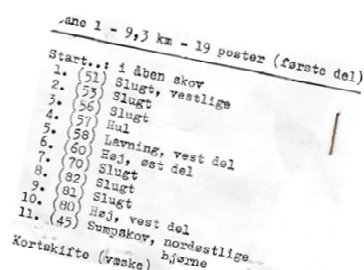 ane 1 - 9,3 km - 19 poster (første del)
Start..: i åben skov
1. (51) Slugt, vestlige
2. (53) Slugt
3. (56) Slugt
4. (57) Hul
5. (58) Lavning, vest del
6. (60) Høj, øst del
7. (70) Slugt
8. (82) Slugt
9. (81) Slugt
10. (80) Høj, vest del
11. (45) Sumpskov, nordøstlige
hjørne
Kortskifte (væske)